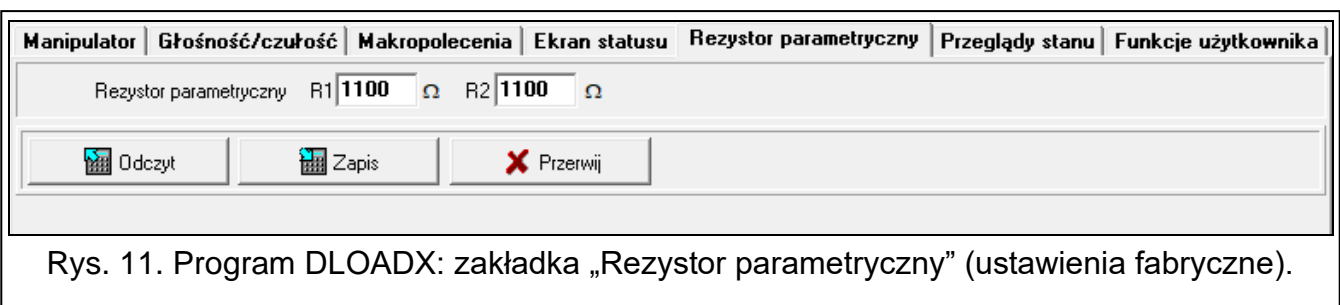 Manipulator Głośność/czułość Makropolecenia Ekran statusu Rezystor parametryczny Przeglądy stanu Funkcje użytkownika
Rezystor parametryczny R1 1100 Ω R2 1100 Ω
Odczyt Zapis Przerwij
Rys. 11. Program DLOADX: zakładka „Rezystor parametryczny” (ustawienia fabryczne).